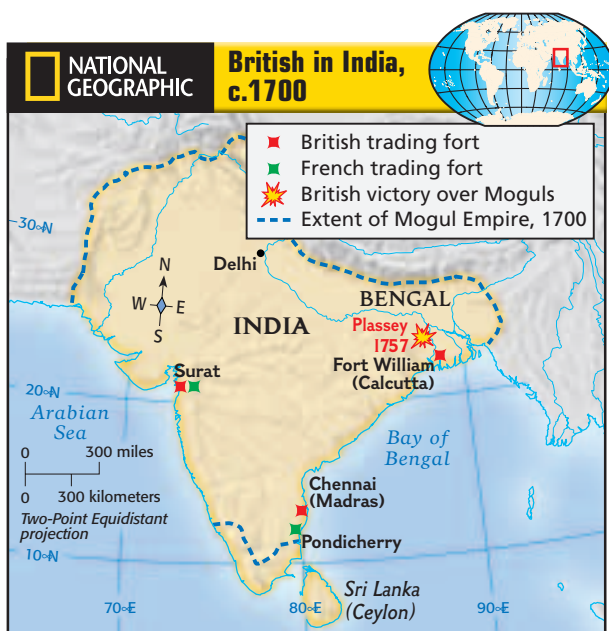 NATIONAL
GEOGRAPHIC
British in India,
c.1700
British trading fort
French trading fort
British victory over Moguls
Extent of Mogul Empire, 1700
30°N
Delhi
N
W E
S
BENGAL
INDIA
Plassey
1757
Fort William
(Calcutta)
Surat
20°N
Arabian
Sea
Bay of
Bengal
0 300 miles
0 300 kilometers
Two-Point Equidistant
projection
Chennai
(Madras)
Pondicherry
10°N
Sri Lanka
(Ceylon)
70°E
80°E
90°E